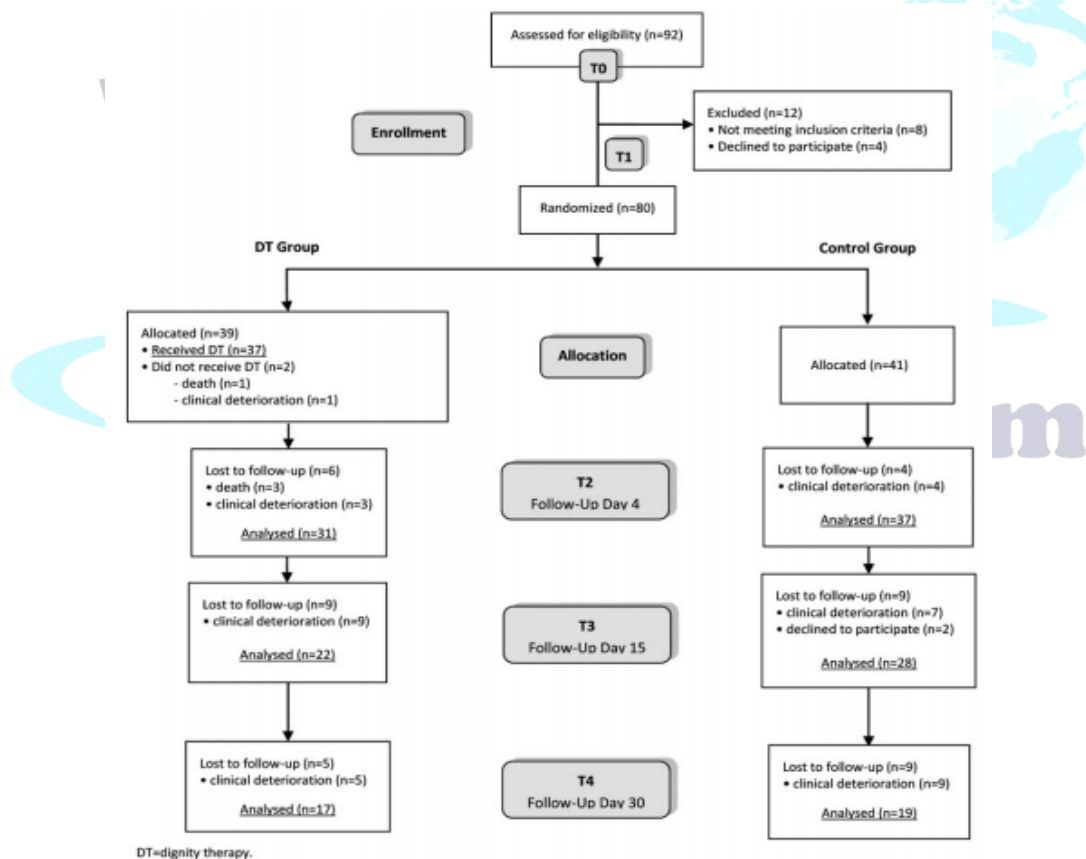 Assessed for eligibility (n=92)
T0
Excluded (n=12)
• Not meeting inclusion criteria (n=8)
• Declined to participate (n=4)
Enrollment
T1
Randomized (n=80)
DT Group
Control Group
Allocated (n=39)
• Received DT (n=37)
• Did not receive DT (n=2)
- death (n=1)
- clinical deterioration (n=1)
Allocation
Allocated (n=41)
Lost to follow-up (n=6)
• death (n=3)
• clinical deterioration (n=3)
Analysed (n=31)
T2
Follow-Up Day 4
Lost to follow-up (n=4)
• clinical deterioration (n=4)
Analysed (n=37)
Lost to follow-up (n=9)
• clinical deterioration (n=9)
Analysed (n=22)
T3
Follow-Up Day 15
Lost to follow-up (n=9)
• clinical deterioration (n=7)
• declined to participate (n=2)
Analysed (n=28)
Lost to follow-up (n=5)
• clinical deterioration (n=5)
Analysed (n=17)
T4
Follow-Up Day 30
Lost to follow-up (n=9)
• clinical deterioration (n=9)
Analysed (n=19)
DT=dignity therapy.